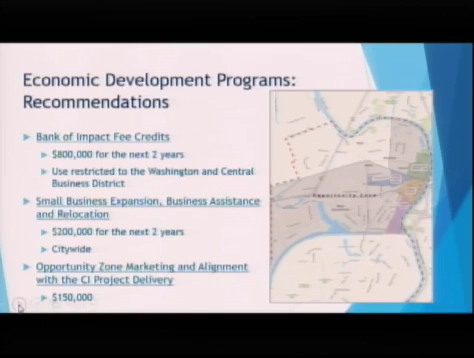 Economic Development Programs:
Recommendations
Bank of Impact Fee Credits
$800,000 for the next 2 years
Use restricted to the Washington and Central
Business District
Small Business Expansion, Business Assistance
and Relocation
$200,000 for the next 2 years
Citywide
Opportunity Zone Marketing and Alignment
with the CI Project Delivery
$150,000
Opportunity Zone